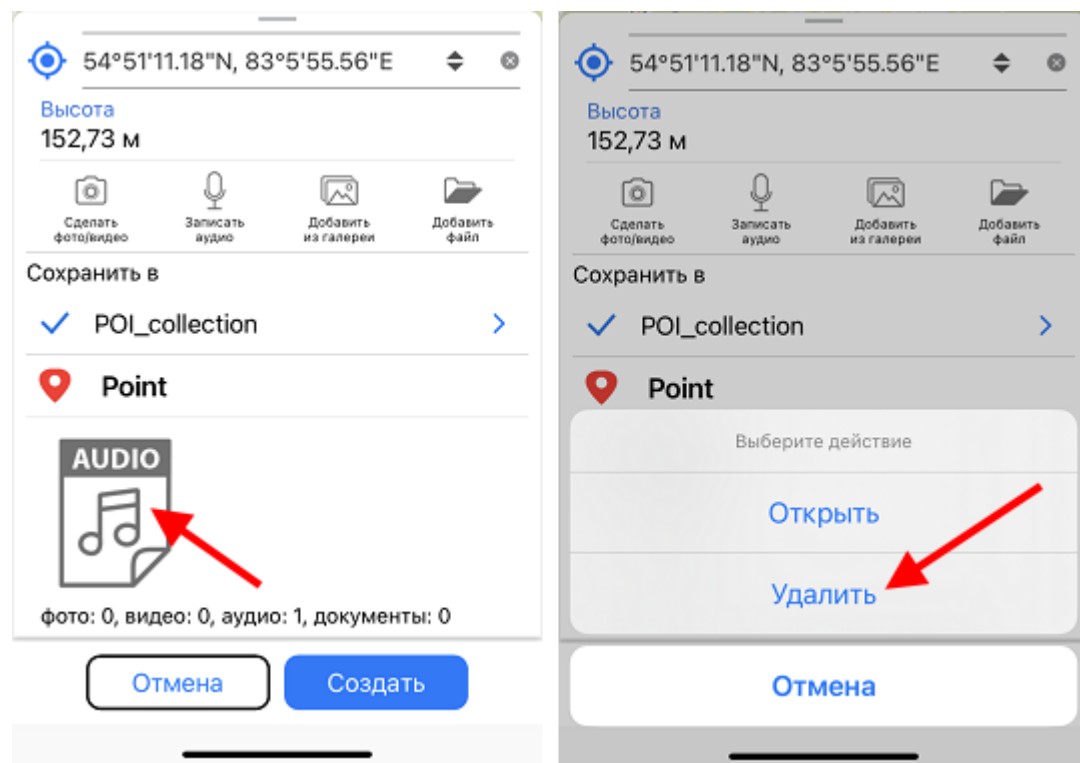 54°51'11.18"N, 83°5'55.56"E
Высота
152,73 м
Сделать фото/видео
Записать аудио
Добавить из галереи
Добавить файл
Сохранить в
POI_collection
Point
AUDIO
фото: 0, видео: 0, аудио: 1, документы: 0
Отмена
Создать
54°51'11.18"N, 83°5'55.56"E
Высота
152,73 м
Сделать фото/видео
Записать аудио
Добавить из галереи
Добавить файл
Сохранить в
POI_collection
Point
Выберите действие
Открыть
Удалить
Отмена